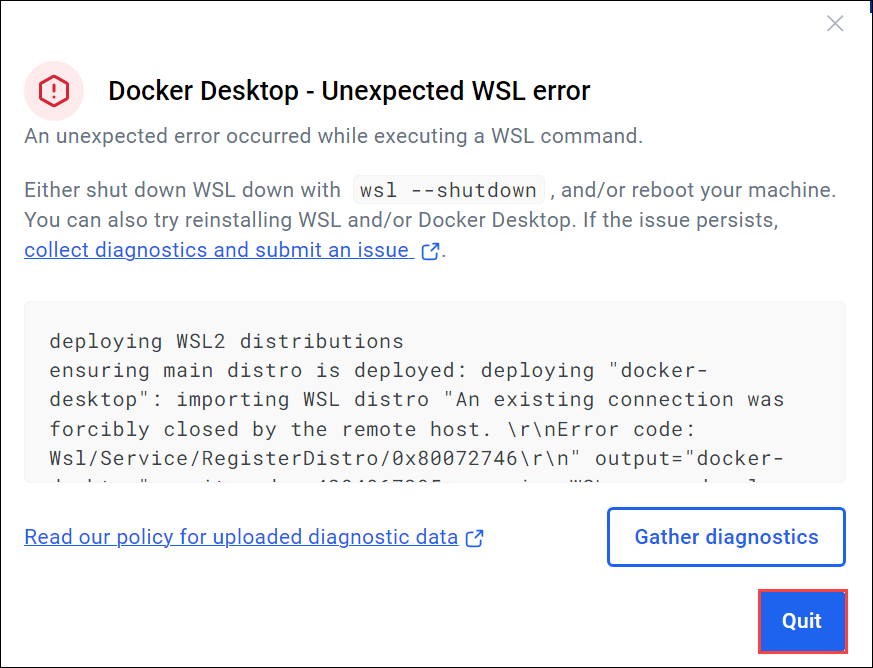 Docker Desktop - Unexpected WSL error
An unexpected error occurred while executing a WSL command.
Either shut down WSL down with wsl --shutdown , and/or reboot your machine.
You can also try reinstalling WSL and/or Docker Desktop. If the issue persists,
collect diagnostics and submit an issue .
deploying WSL2 distributions
ensuring main distro is deployed: deploying "docker-
desktop": importing WSL distro "An existing connection was
forcibly closed by the remote host. \r\nError code:
Wsl/Service/RegisterDistro/0x80072746\r\n" output="docker-
Read our policy for uploaded diagnostic data
Gather diagnostics
Quit